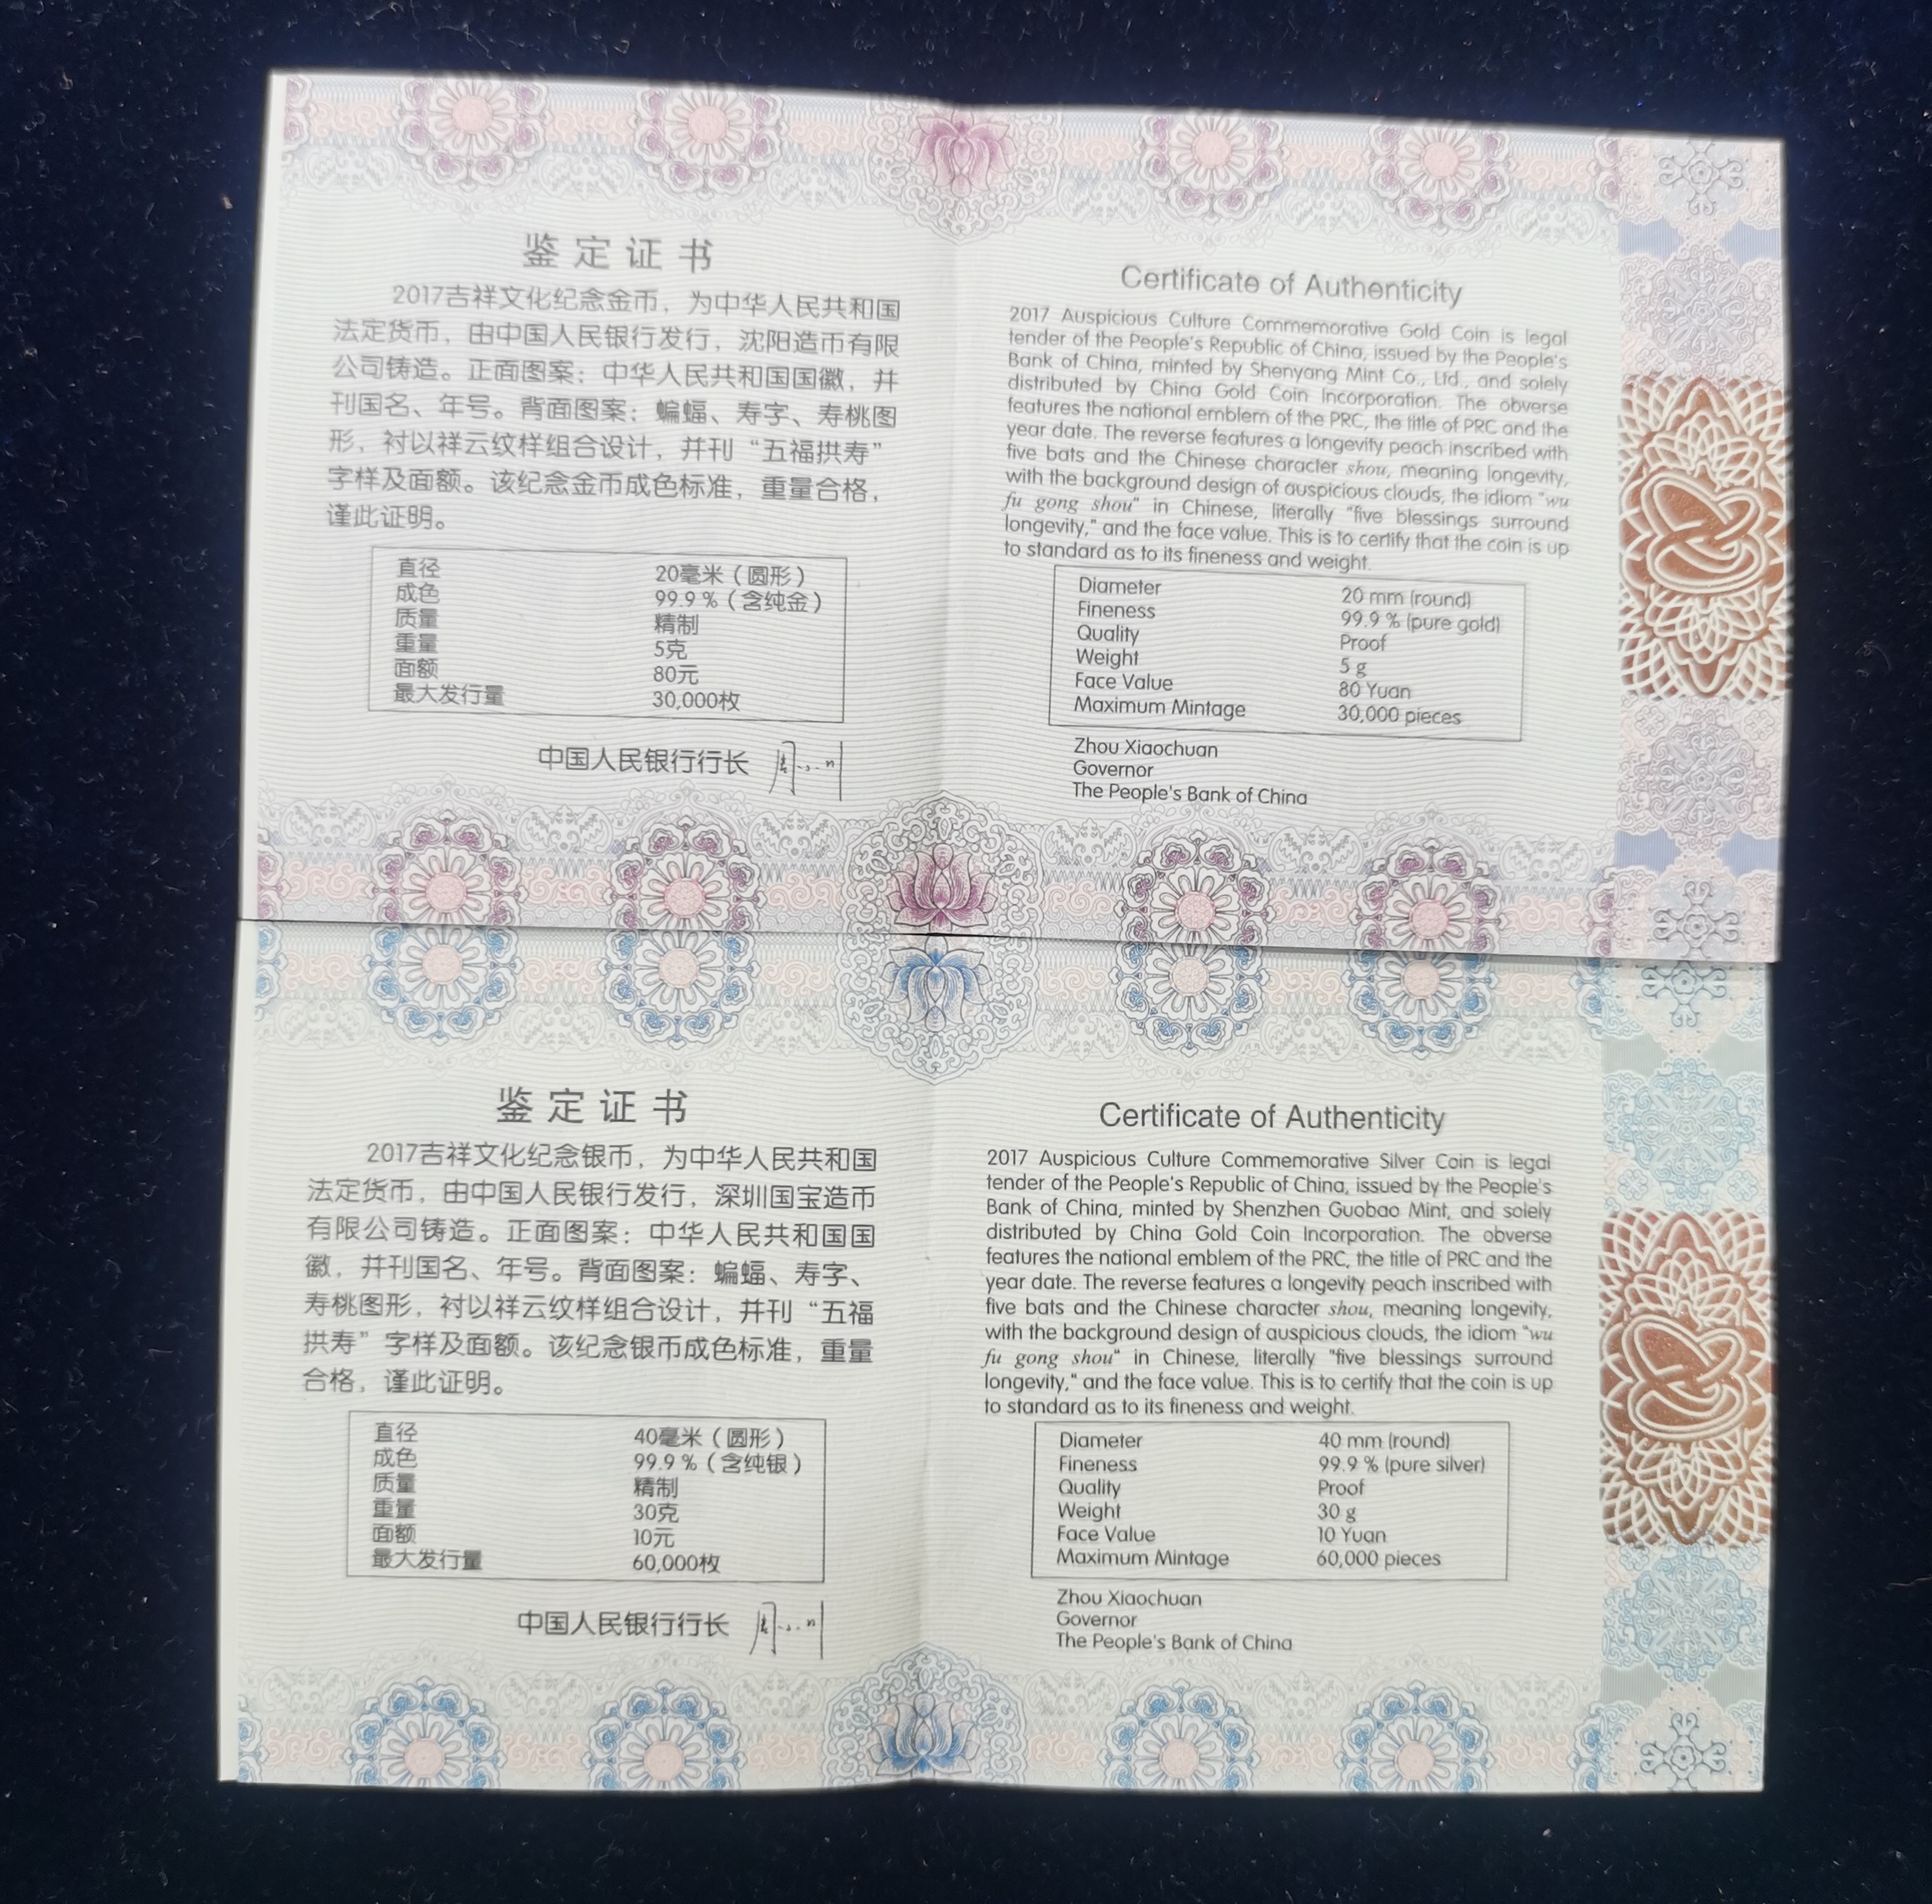 鉴定证书
2017吉祥文化纪念金币，为中华人民共和国
法定货币，由中国人民银行发行，沈阳造币有限
公司铸造。正面图案：中华人民共和国国徽，并
刊国名、年号。背面图案：蝙蝠、寿字、寿桃图
形，衬以祥云纹样组合设计，并刊“五福拱寿”
字样及面额。该纪念金币成色标准，重量合格，
谨此证明。
直径 20毫米（圆形）
成色 99.9%（含纯金）
质量 精制
重量 5克
面额 80元
最大发行量 30,000枚
中国人民银行行长
Certificate of Authenticity
2017 Auspicious Culture Commemorative Gold Coin is legal
tender of the People's Republic of China, issued by the People's
Bank of China, minted by Shenyang Mint Co., Ltd., and solely
distributed by China Gold Coin Incorporation. The obverse
features the national emblem of the PRC, the title of PRC and the
year date. The reverse features a longevity peach inscribed with
five bats and the Chinese character shou, meaning longevity,
with the background design of auspicious clouds, the idiom "wu
fu gong shou" in Chinese, literally "five blessings surround
longevity," and the face value. This is to certify that the coin is up
to standard as to its fineness and weight.
Diameter 20 mm (round)
Fineness 99.9 % (pure gold)
Quality Proof
Weight 5 g
Face Value 80 Yuan
Maximum Mintage 30,000 pieces
Zhou Xiaochuan
Governor
The People's Bank of China
鉴定证书
2017吉祥文化纪念银币，为中华人民共和国
法定货币，由中国人民银行发行，深圳国宝造币
有限公司铸造。正面图案：中华人民共和国国
徽，并刊国名、年号。背面图案：蝙蝠、寿字、
寿桃图形，衬以祥云纹样组合设计，并刊“五福
拱寿”字样及面额。该纪念银币成色标准，重量
合格，谨此证明。
直径 40毫米（圆形）
成色 99.9%（含纯银）
质量 精制
重量 30克
面额 10元
最大发行量 60,000枚
中国人民银行行长
Certificate of Authenticity
2017 Auspicious Culture Commemorative Silver Coin is legal
tender of the People's Republic of China, issued by the People's
Bank of China, minted by Shenzhen Guobao Mint, and solely
distributed by China Gold Coin Incorporation. The obverse
features the national emblem of the PRC, the title of PRC and the
year date. The reverse features a longevity peach inscribed with
five bats and the Chinese character shou, meaning longevity,
with the background design of auspicious clouds, the idiom "wu
fu gong shou" in Chinese, literally "five blessings surround
longevity," and the face value. This is to certify that the coin is up
to standard as to its fineness and weight.
Diameter 40 mm (round)
Fineness 99.9 % (pure silver)
Quality Proof
Weight 30 g
Face Value 10 Yuan
Maximum Mintage 60,000 pieces
Zhou Xiaochuan
Governor
The People's Bank of China